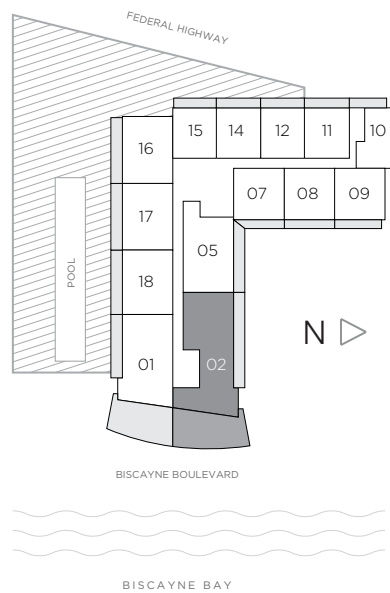 FEDERAL HIGHWAY
15 14 12 11 10
16
07 08 09
17
05
POOL
18
N
01 02
BISCAYNE BOULEVARD
BISCAYNE BAY